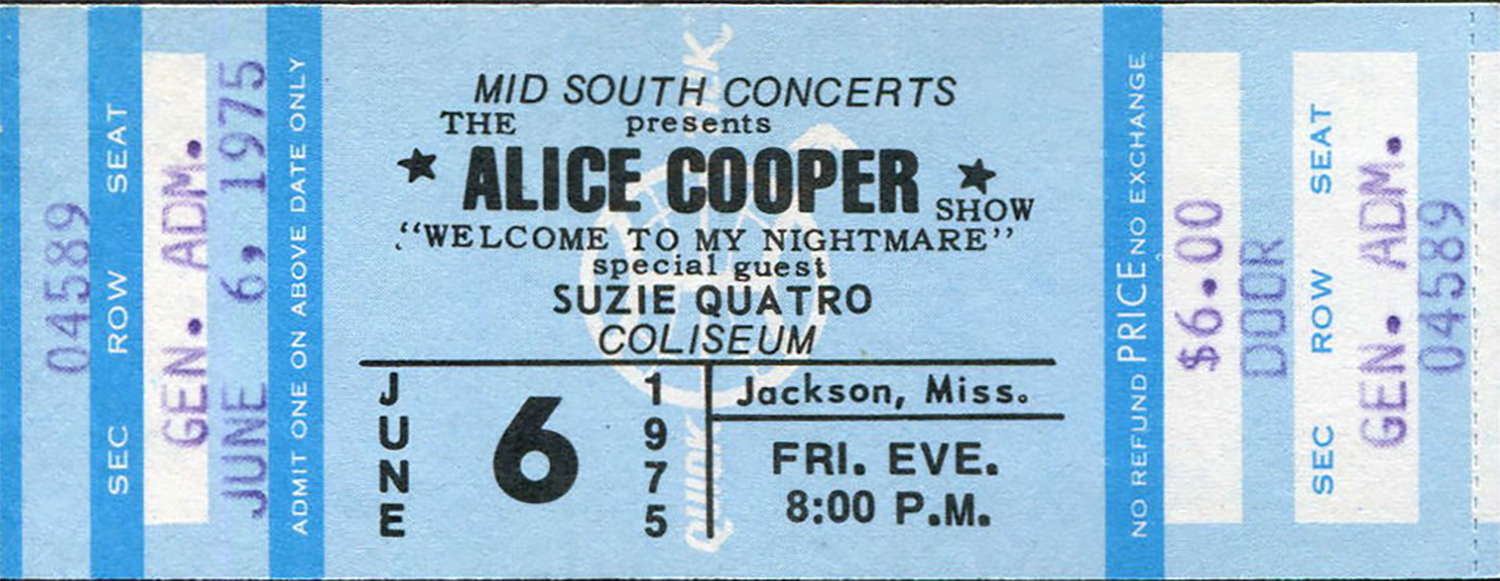 04589
SEC ROW SEAT
GEN. ADM.
JUNE 6, 1975
ADMIT ONE ON ABOVE DATE ONLY
MID SOUTH CONCERTS
THE presents
★ ALICE COOPER ★
SHOW
"WELCOME TO MY NIGHTMARE"
special guest
SUZIE QUATRO
COLISEUM
JUNE
6
1975
Jackson, Miss.
FRI. EVE.
8:00 P.M.
QUICK TICK
NO REFUND PRICE NO EXCHANGE
$6.00
DOOR
SEC ROW SEAT
GEN. ADM.
04589